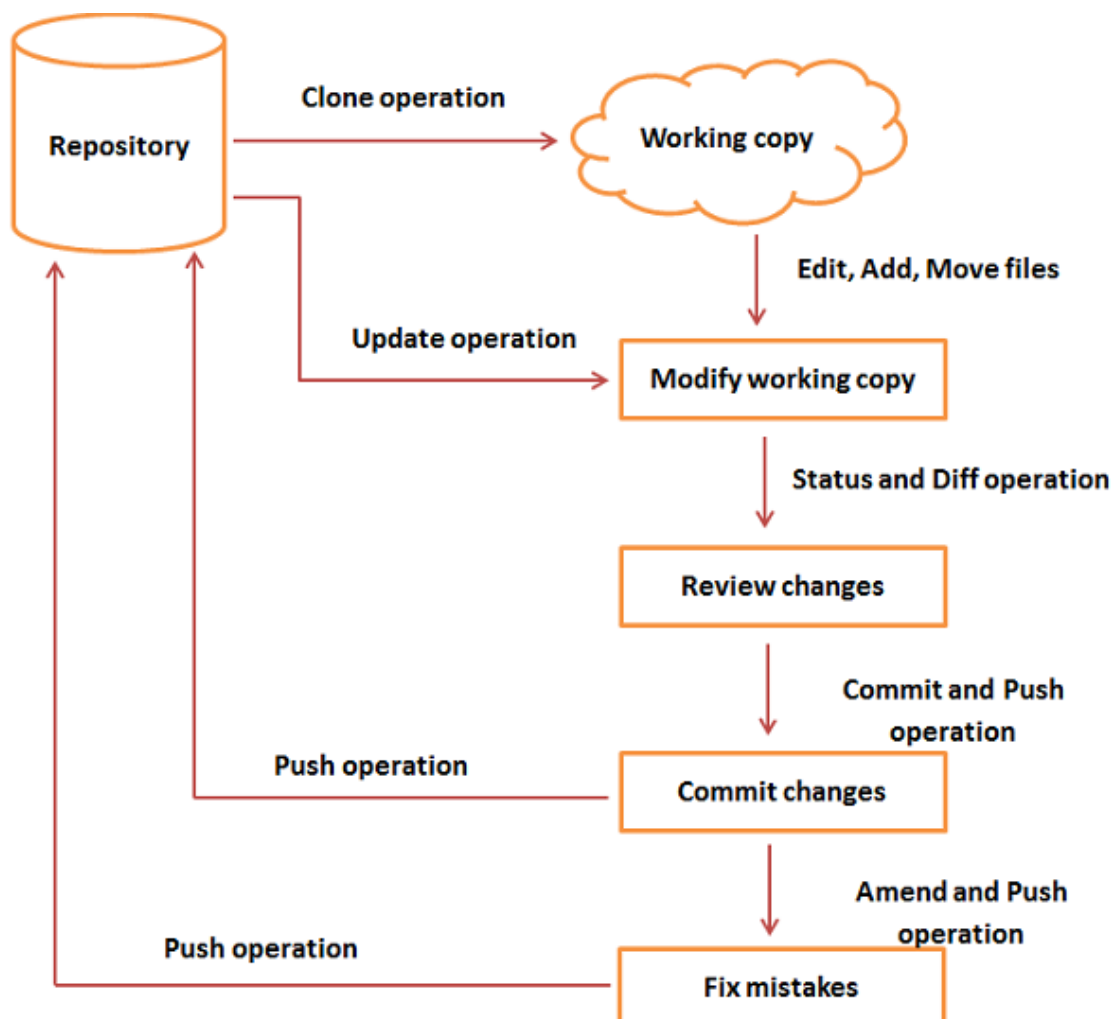 Clone operation
Repository
Working copy
Edit, Add, Move files
Update operation
Modify working copy
Status and Diff operation
Review changes
Commit and Push
operation
Push operation
Commit changes
Amend and Push
operation
Push operation
Fix mistakes